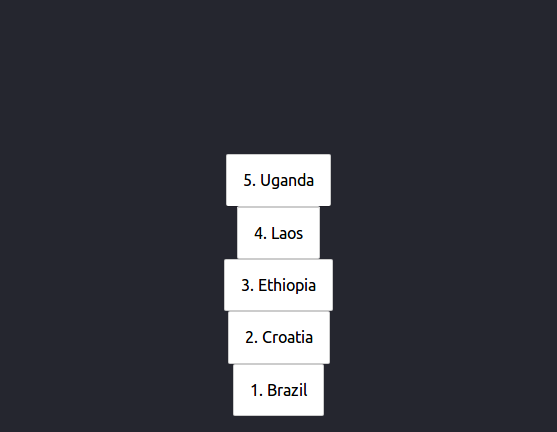 5. Uganda
4. Laos
3. Ethiopia
2. Croatia
1. Brazil